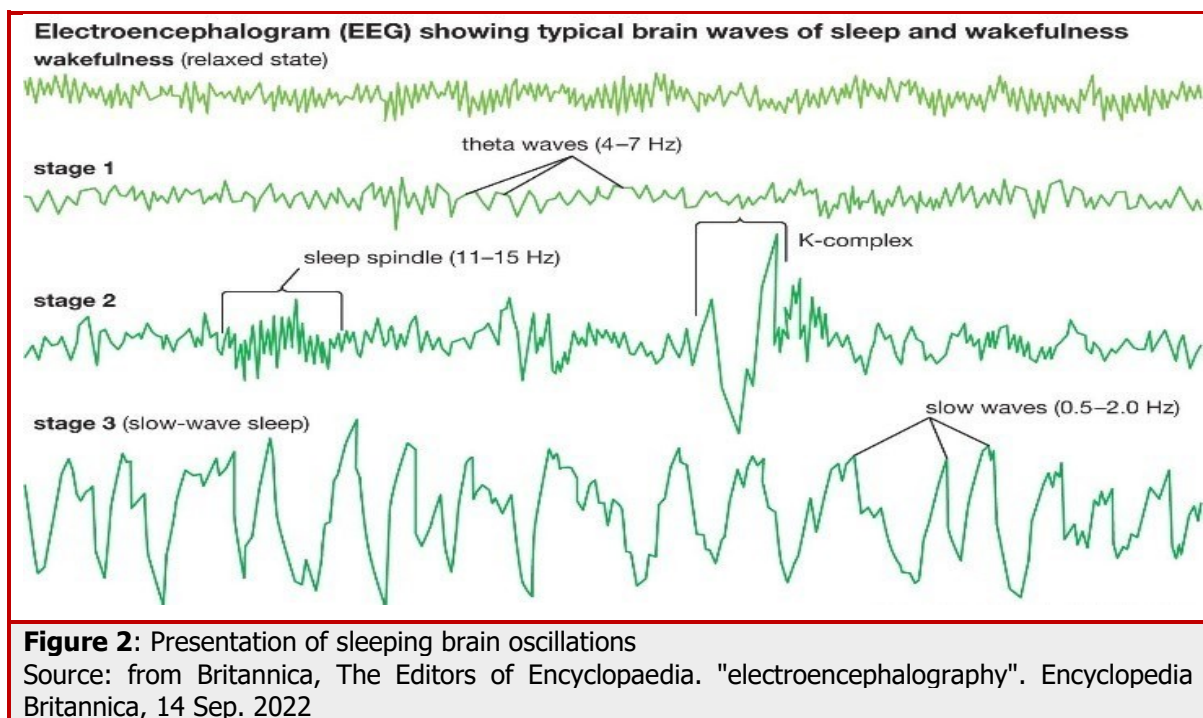 Electroencephalogram (EEG) showing typical brain waves of sleep and wakefulness
wakefulness (relaxed state)
theta waves (4–7 Hz)
stage 1
K-complex
sleep spindle (11–15 Hz)
stage 2
slow waves (0.5–2.0 Hz)
stage 3 (slow-wave sleep)
Figure 2: Presentation of sleeping brain oscillations
Source: from Britannica, The Editors of Encyclopaedia. "electroencephalography". Encyclopedia
Britannica, 14 Sep. 2022